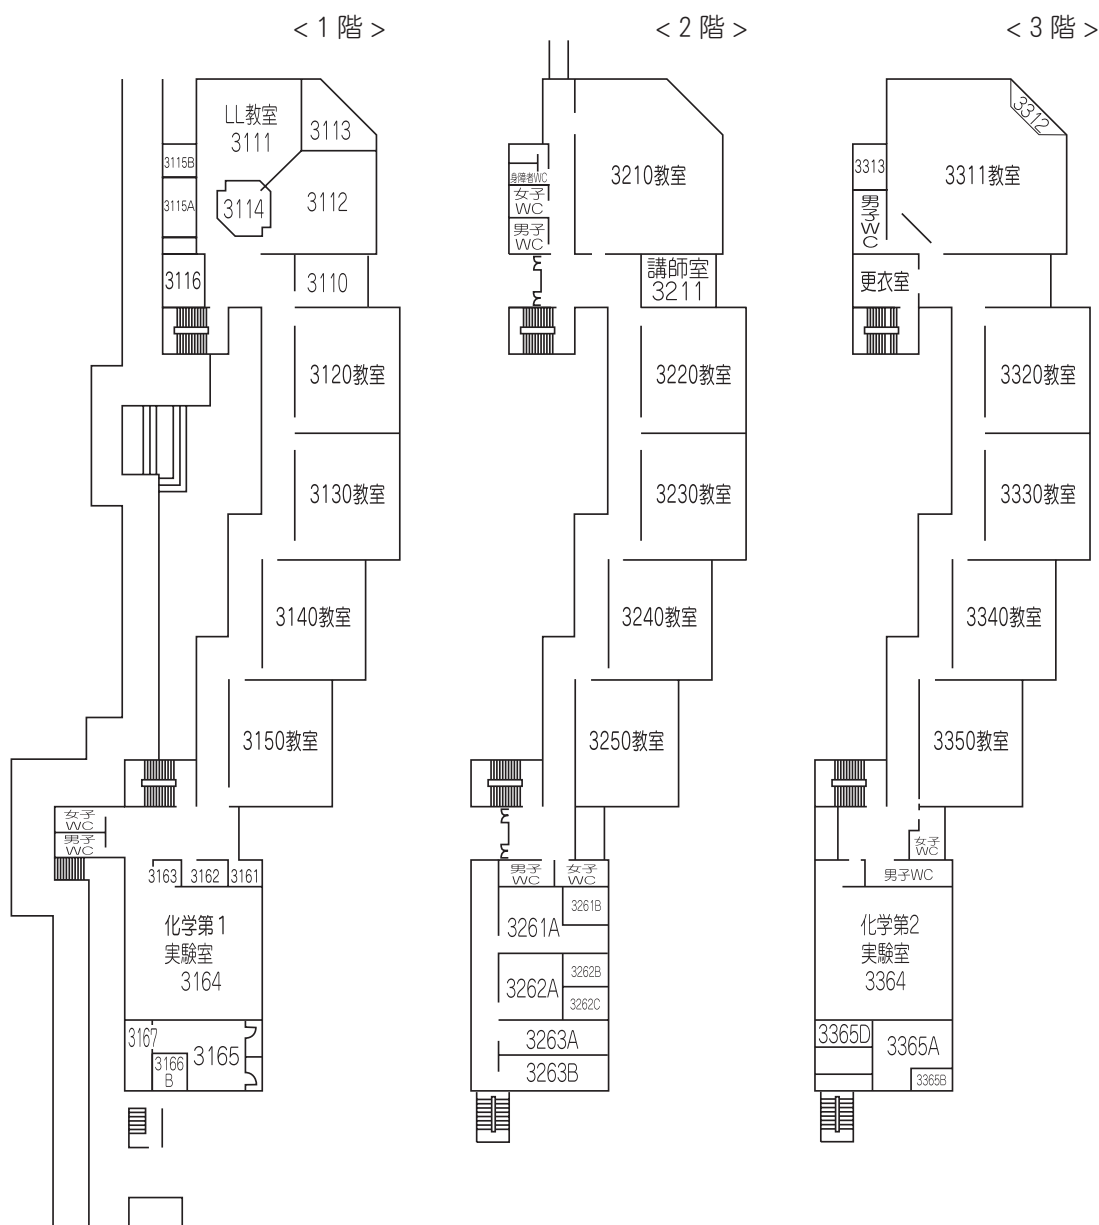 <1階>
LL教室
3111
3113
3115B
3115A
3114
3112
3116
3110
3120教室
3130教室
3140教室
3150教室
女子
WC
男子
WC
3163
3162
3161
化学第1
実験室
3164
3167
3166
B
3165
<2階>
3210教室
身障者WC
女子
WC
男子
WC
講師室
3211
3220教室
3230教室
3240教室
3250教室
男子
WC
女子
WC
3261A
3261B
3262A
3262B
3262C
3263A
3263B
<3階>
3312
3313
3311教室
男子WC
更衣室
3320教室
3330教室
3340教室
3350教室
女子
WC
男子WC
化学第2
実験室
3364
3365D
3365A
3365B